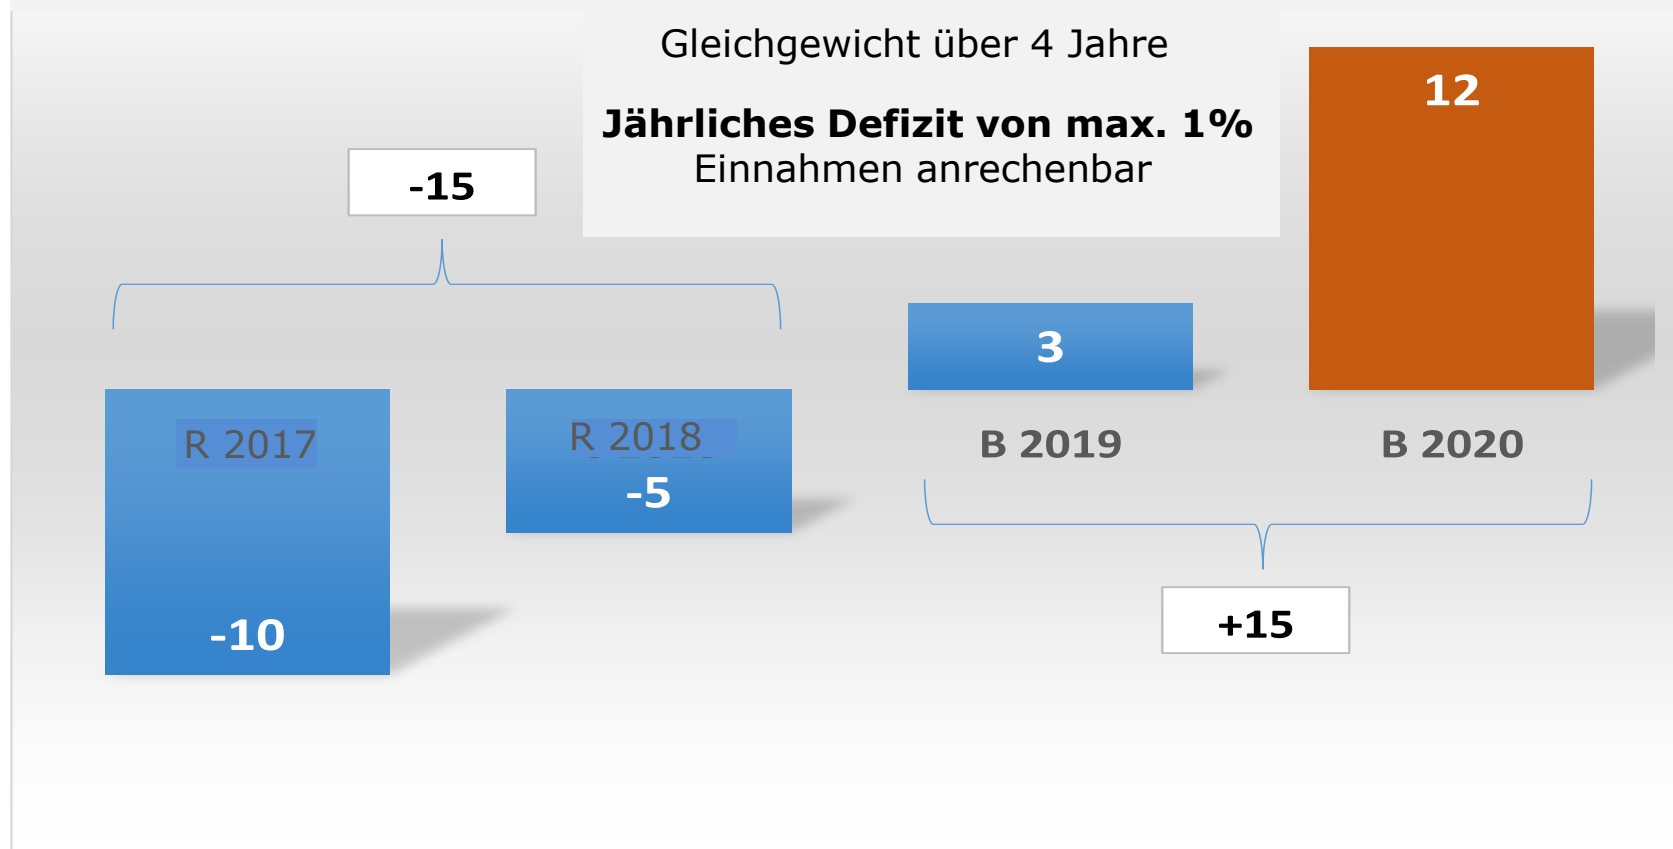 Gleichgewicht über 4 Jahre
Jährliches Defizit von max. 1%
Einnahmen anrechenbar
12
-15
3
R 2017
R 2018
B 2019
B 2020
-5
-10
+15